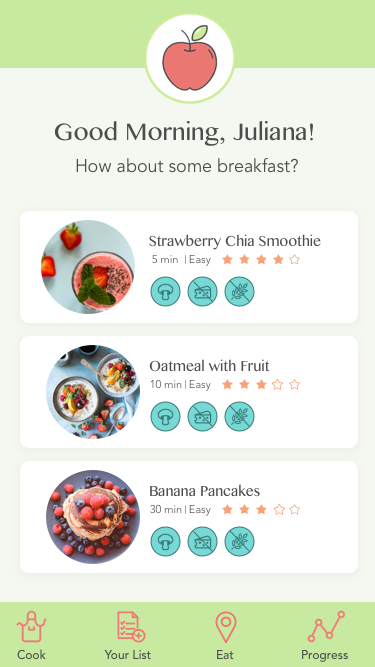 Good Morning, Juliana!
How about some breakfast?
Strawberry Chia Smoothie
5 min | Easy
Oatmeal with Fruit
10 min | Easy
Banana Pancakes
30 min | Easy
Cook Your List Eat Progress